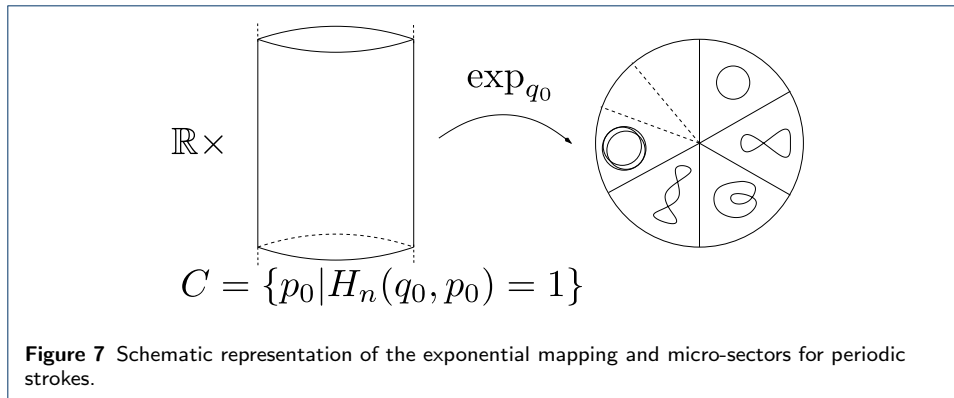 exp_{q_0}
ℝ×
C = {p_0|H_n(q_0, p_0) = 1}
Figure 7 Schematic representation of the exponential mapping and micro-sectors for periodic
strokes.